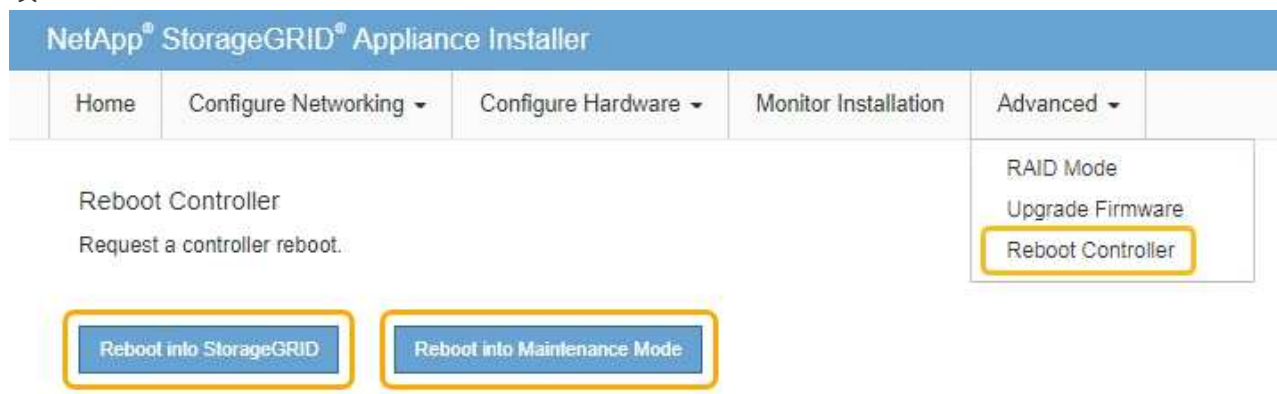 NetApp® StorageGRID® Appliance Installer
Home Configure Networking Configure Hardware Monitor Installation Advanced
RAID Mode
Upgrade Firmware
Reboot Controller
Reboot Controller
Request a controller reboot.
Reboot into StorageGRID Reboot into Maintenance Mode